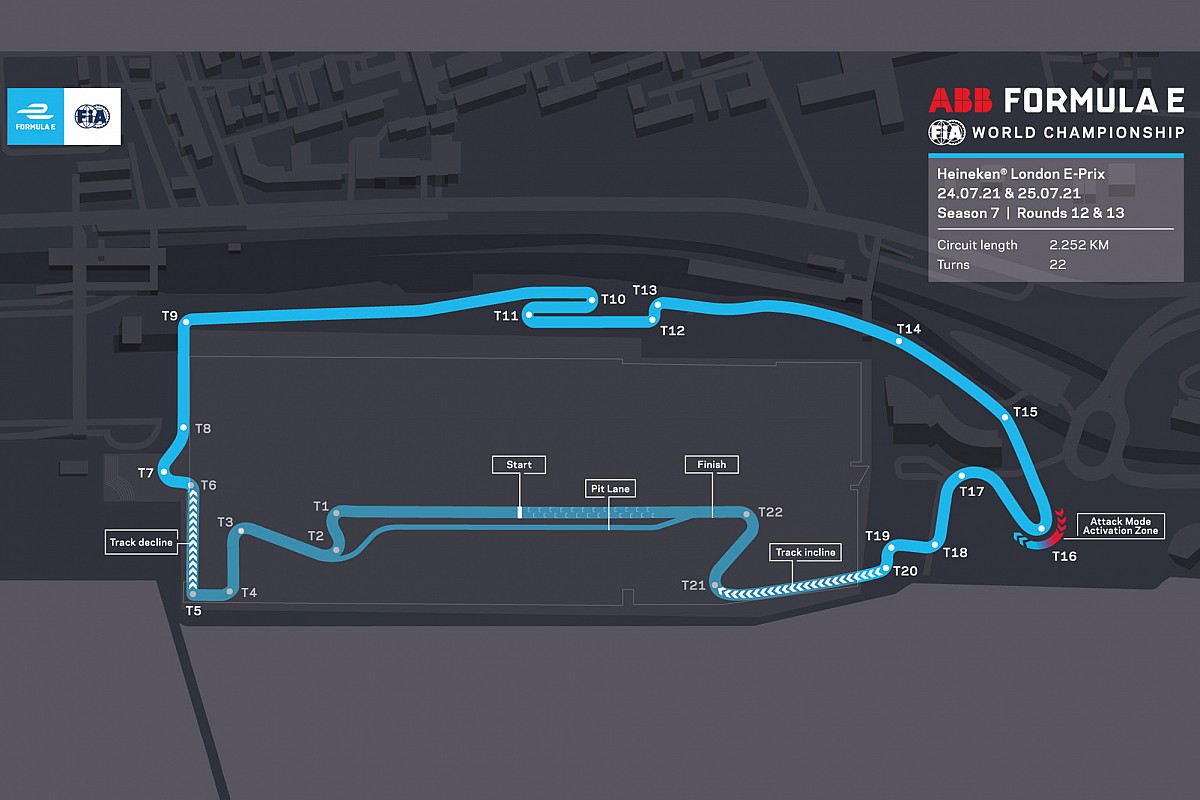 FORMULA E
FIA
ABB FORMULA E
FIA WORLD CHAMPIONSHIP
Heineken® London E-Prix
24.07.21 & 25.07.21
Season 7 | Rounds 12 & 13
Circuit length 2.252 KM
Turns 22
T13
T10
T9
T11
T12
T14
T15
T8
T7
Start
Finish
T6
Pit Lane
T17
T1
T22
T3
Attack Mode
Activation Zone
T2
T19
Track decline
Track incline
T18
T16
T20
T21
T4
T5